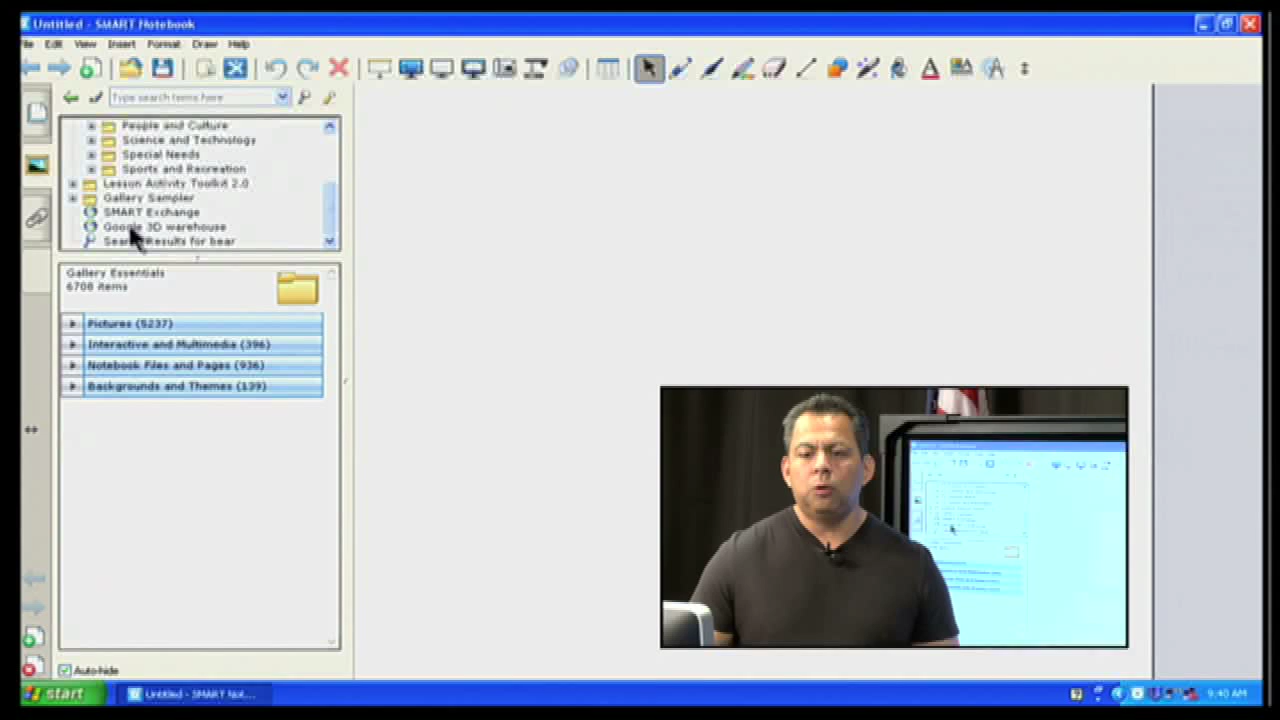 Untitled - SMART Notebook
File Edit View Insert Format Draw Help
Type search terms here
People and Culture
Science and Technology
Special Needs
Sports and Recreation
Lesson Activity Toolkit 2.0
Gallery Sampler
SMART Exchange
Google 3D warehouse
Search Results for bear
Gallery Essentials
6708 items
Pictures (5237)
Interactive and Multimedia (396)
Notebook Files and Pages (936)
Backgrounds and Themes (139)
Auto-hide
start
Untitled - SMART Not...
9:40 AM